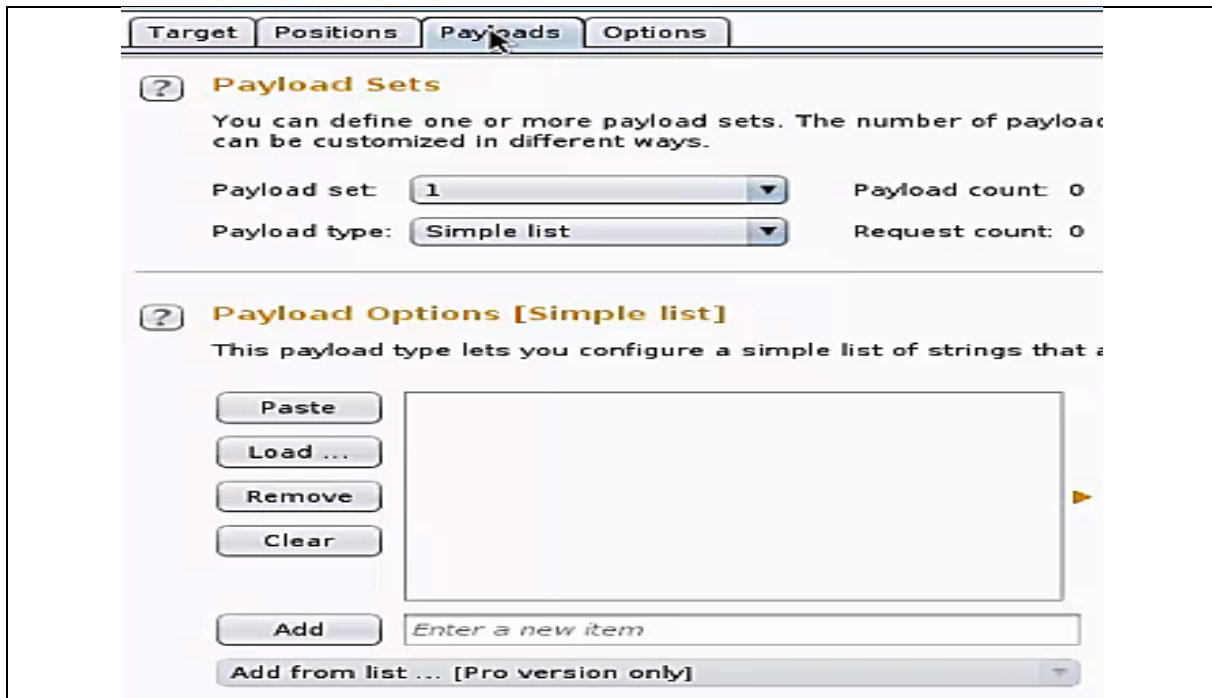 Target Positions Payloads Options
? Payload Sets
You can define one or more payload sets. The number of
can be customized in different ways.
Payload set: 1 Payload count: 0
Payload type: Simple list Request count: 0
? Payload Options [Simple list]
This payload type lets you configure a simple list of strings that
Paste
Load ...
Remove
Clear
Add Enter a new item
Add from list ... [Pro version only]